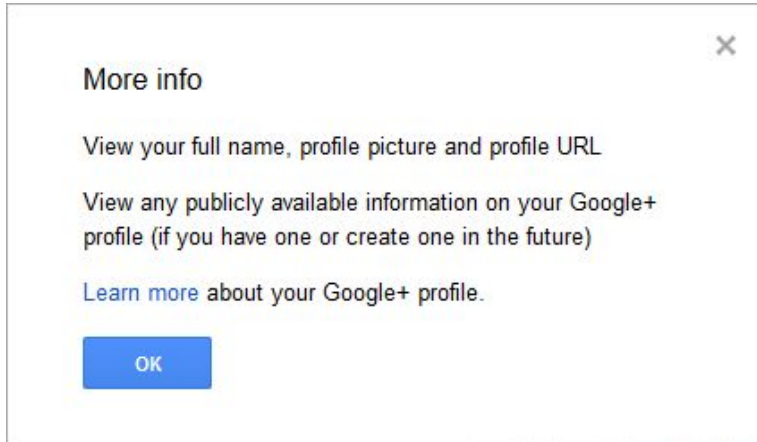 More info
View your full name, profile picture and profile URL
View any publicly available information on your Google+
profile (if you have one or create one in the future)
Learn more about your Google+ profile.
OK